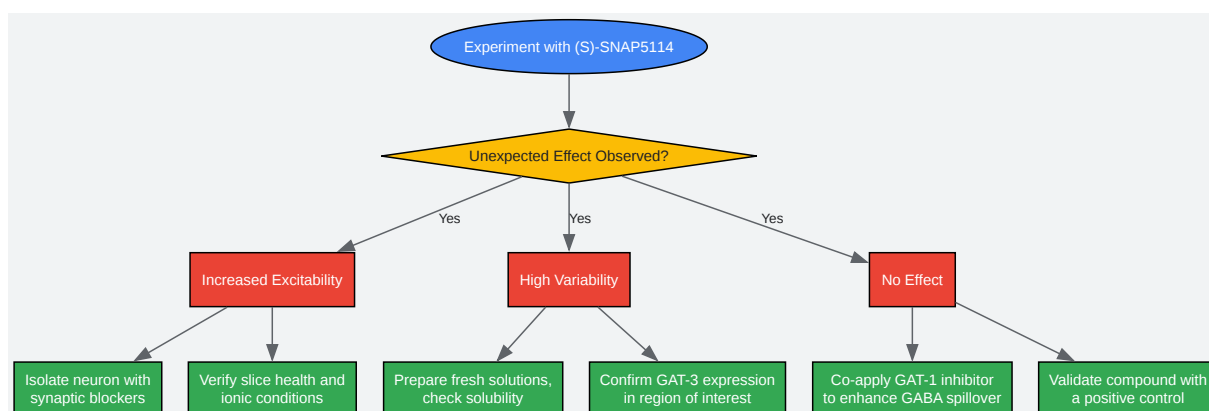 Experiment with (S)-SNAP5114
Unexpected Effect Observed?
Yes
Yes
Yes
Increased Excitability
High Variability
No Effect
Isolate neuron with
synaptic blockers
Verify slice health and
ionic conditions
Prepare fresh solutions,
check solubility
Confirm GAT-3 expression
in region of interest
Co-apply GAT-1 inhibitor
to enhance GABA spillover
Validate compound with
a positive control